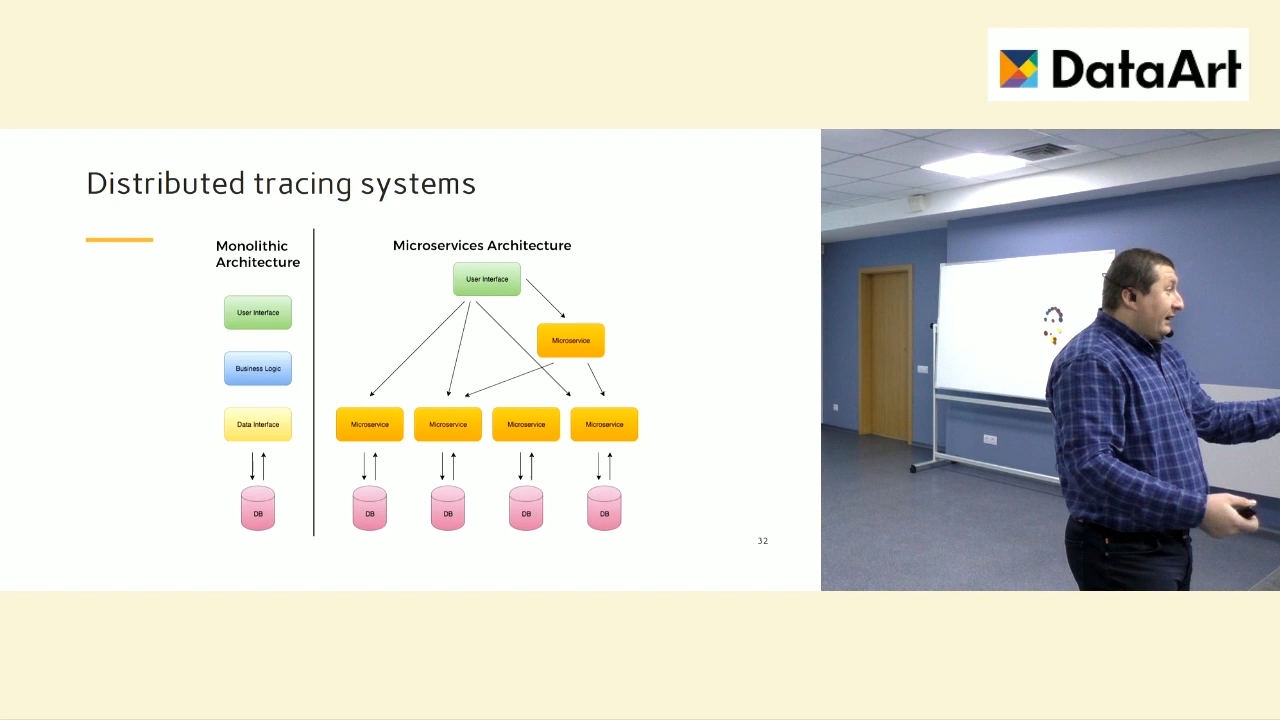 DataArt
Distributed tracing systems
Monolithic
Architecture
Microservices Architecture
User Interface
User Interface
Microservice
Business Logic
Data Interface
Microservice
Microservice
Microservice
Microservice
DB
DB
DB
DB
DB
32